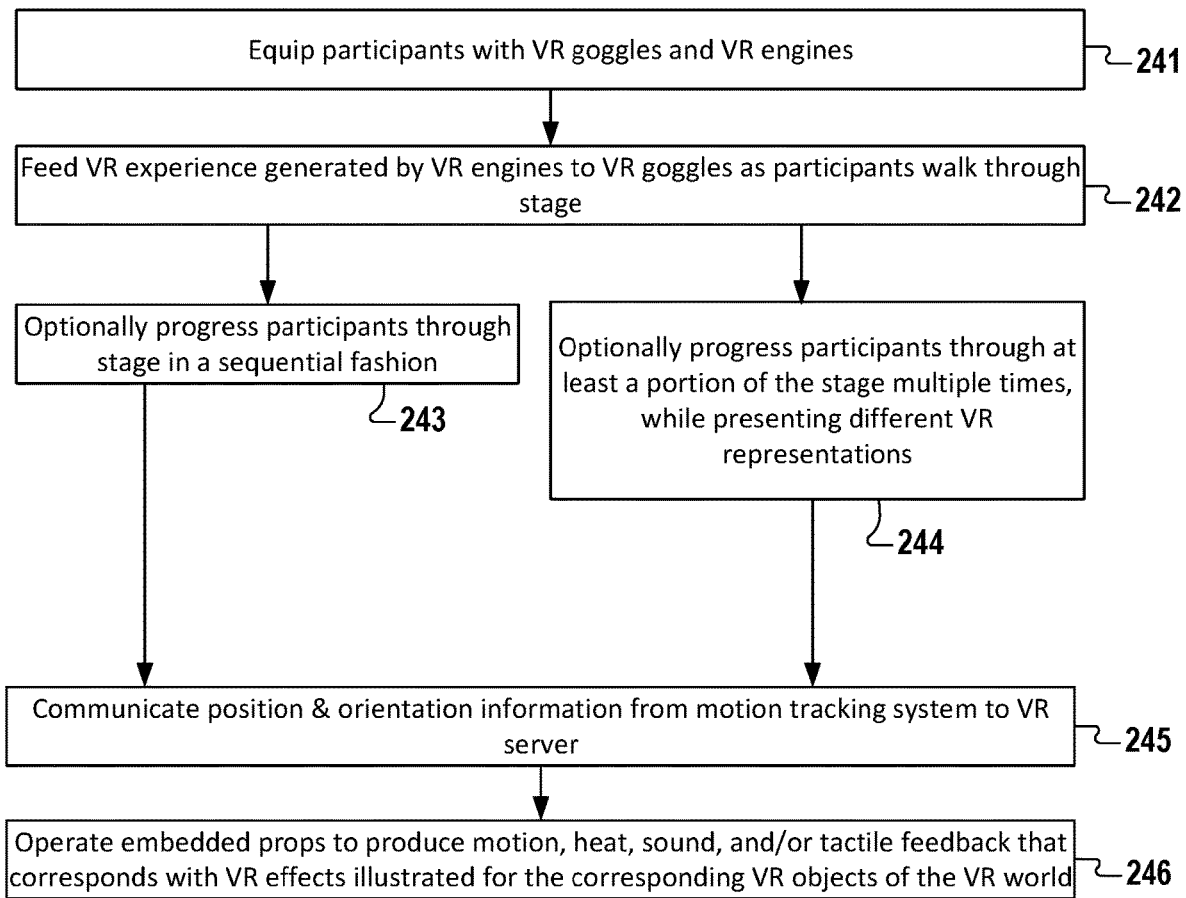 Equip participants with VR goggles and VR engines
241
Feed VR experience generated by VR engines to VR goggles as participants walk through
stage
242
Optionally progress participants through
stage in a sequential fashion
243
Optionally progress participants through at
least a portion of the stage multiple times,
while presenting different VR
representations
244
Communicate position & orientation information from motion tracking system to VR
server
245
Operate embedded props to produce motion, heat, sound, and/or tactile feedback that
corresponds with VR effects illustrated for the corresponding VR objects of the VR world
246